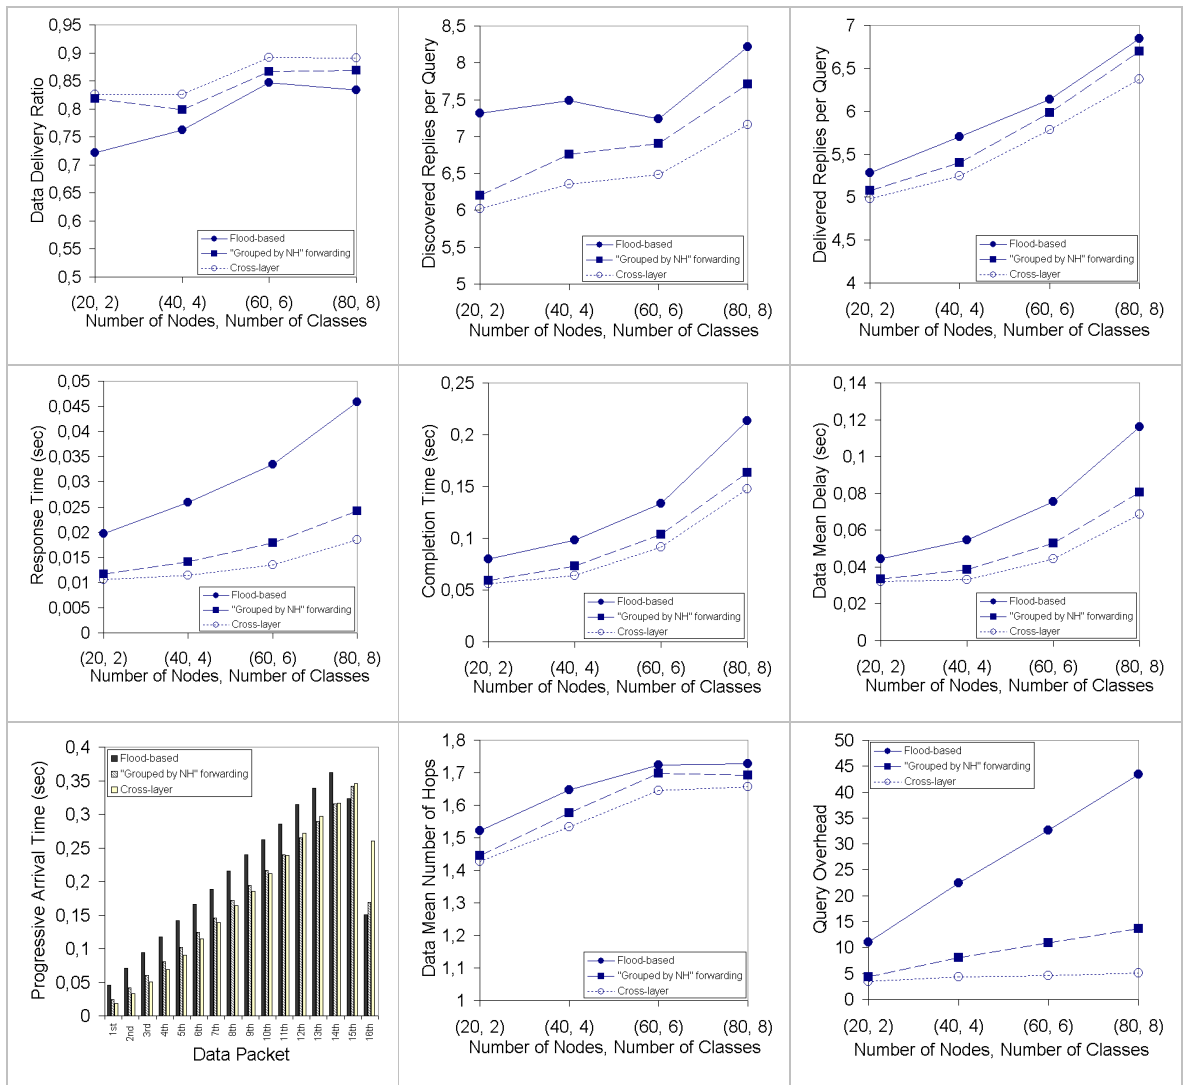 Data Delivery Ratio
0,95
0,9
0,85
0,8
0,75
0,7
0,65
0,6
0,55
0,5
Flood-based
"Grouped by NH" forwarding
Cross-layer
(20, 2) (40, 4) (60, 6) (80, 8)
Number of Nodes, Number of Classes
Discovered Replies per Query
8,5
8
7,5
7
6,5
6
5,5
5
Flood-based
"Grouped by NH" forwarding
Cross-layer
(20, 2) (40, 4) (60, 6) (80, 8)
Number of Nodes, Number of Classes
Delivered Replies per Query
7
6,5
6
5,5
5
4,5
4
Flood-based
"Grouped by NH" forwarding
Cross-layer
(20, 2) (40, 4) (60, 6) (80, 8)
Number of Nodes, Number of Classes
Response Time (sec)
0,05
0,045
0,04
0,035
0,03
0,025
0,02
0,015
0,01
0,005
0
Flood-based
"Grouped by NH" forwarding
Cross-layer
(20, 2) (40, 4) (60, 6) (80, 8)
Number of Nodes, Number of Classes
Completion Time (sec)
0,25
0,2
0,15
0,1
0,05
0
Flood-based
"Grouped by NH" forwarding
Cross-layer
(20, 2) (40, 4) (60, 6) (80, 8)
Number of Nodes, Number of Classes
Data Mean Delay (sec)
0,14
0,12
0,1
0,08
0,06
0,04
0,02
0
Flood-based
"Grouped by NH" forwarding
Cross-layer
(20, 2) (40, 4) (60, 6) (80, 8)
Number of Nodes, Number of Classes
Progressive Arrival Time (sec)
0,4
0,35
0,3
0,25
0,2
0,15
0,1
0,05
0
Flood-based
"Grouped by NH" forwarding
Cross-layer
1st 2nd 3rd 4th 5th 6th 7th 8th 9th 10th 11th 12th 13th 14th 15th 16th
Data Packet
Data Mean Number of Hops
1,8
1,7
1,6
1,5
1,4
1,3
1,2
1,1
1
Flood-based
"Grouped by NH" forwarding
Cross-layer
(20, 2) (40, 4) (60, 6) (80, 8)
Number of Nodes, Number of Classes
Query Overhead
50
45
40
35
30
25
20
15
10
5
0
Flood-based
"Grouped by NH" forwarding
Cross-layer
(20, 2) (40, 4) (60, 6) (80, 8)
Number of Nodes, Number of Classes